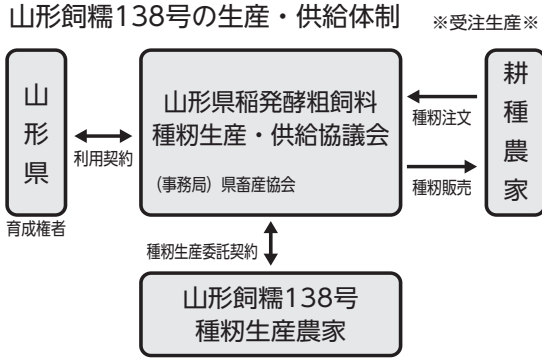 山形飼糯138号の生産・供給体制
※受注生産※
山形県
育成権者
利用契約
山形県稲発酵粗飼料
種籾生産・供給協議会
(事務局) 県畜産協会
種籾注文
種籾販売
耕種農家
種籾生産委託契約
山形飼糯138号
種籾生産農家